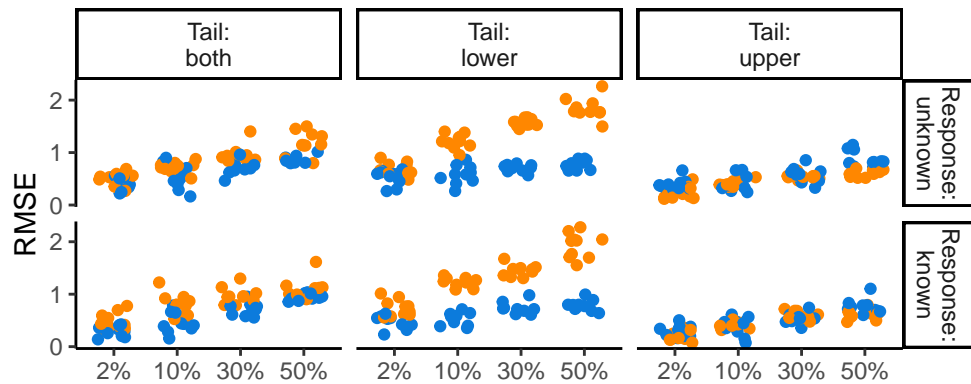 Tail:
both
Tail:
lower
Tail:
upper
RMSE
2
1
0
Response:
unknown
2
1
0
Response:
known
2% 10% 30% 50%
2% 10% 30% 50%
2% 10% 30% 50%